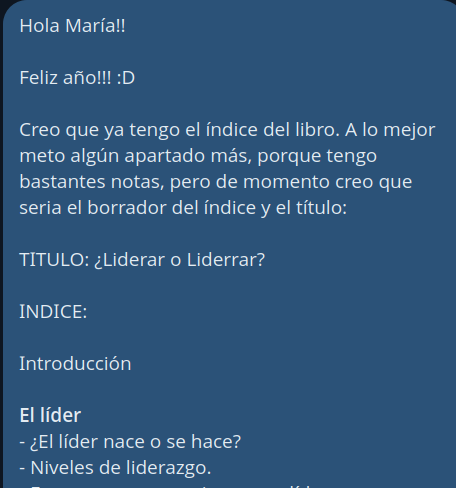 Hola María!!
Feliz año!!! :D
Creo que ya tengo el índice del libro. A lo mejor
meto algún apartado más, porque tengo
bastantes notas, pero de momento creo que
seria el borrador del índice y el título:
TÍTULO: ¿Liderar o Liderrar?
INDICE:
Introducción
El líder
- ¿El líder nace o se hace?
- Niveles de liderazgo.